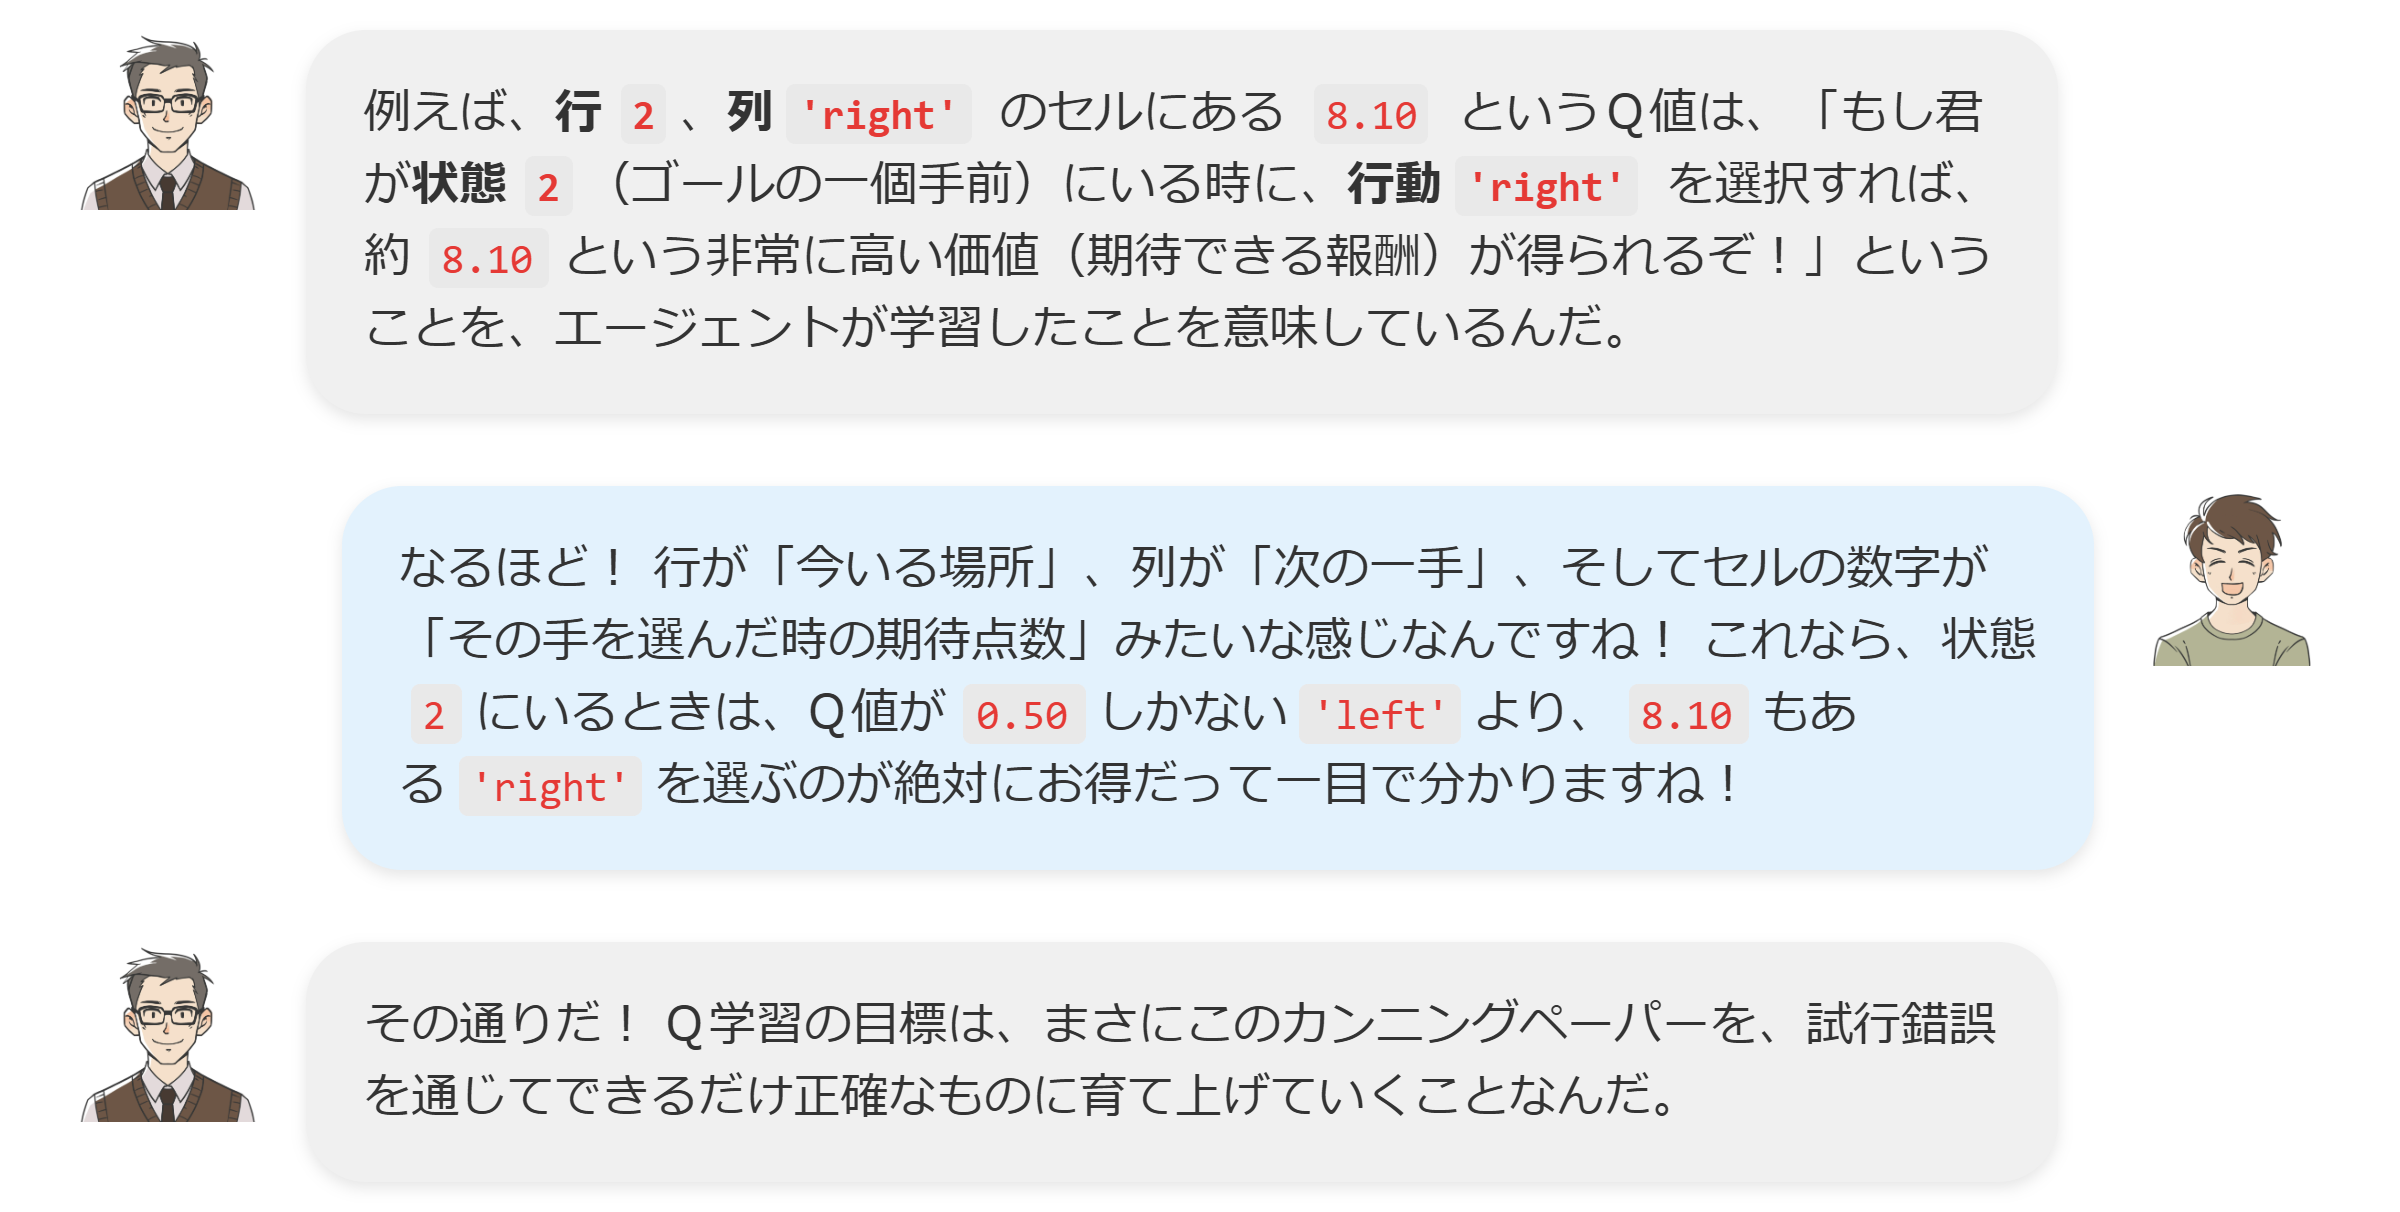 例えば、行 2 、列 'right' のセルにある 8.10 というQ値は、「もし君
が状態 2 （ゴールの一個手前）にいる時に、行動 'right' を選択すれば、
約 8.10 という非常に高い価値（期待できる報酬）が得られるぞ！」という
ことを、エージェントが学習したことを意味しているんだ。
なるほど！ 行が「今いる場所」、列が「次の一手」、そしてセルの数字が
「その手を選んだ時の期待点数」みたいな感じなんですね！ これなら、状態
2 にいるときは、Q値が 0.50 しかない 'left' より、 8.10 もあ
る 'right' を選ぶのが絶対にお得だって一目で分かりますね！
その通りだ！ Q学習の目標は、まさにこのカンニングペーパーを、試行錯誤
を通じてできるだけ正確なものに育て上げていくことなんだ。